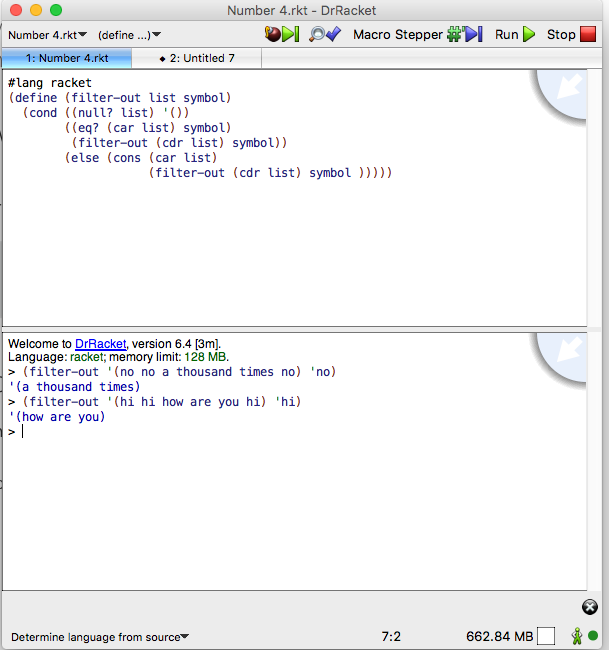 Number 4.rkt - DrRacket
Number 4.rkt (define ...) Macro Stepper Run Stop
1: Number 4.rkt 2: Untitled 7
#lang racket
(define (filter-out list symbol)
  (cond ((null? list) '())
        ((eq? (car list) symbol)
         (filter-out (cdr list) symbol))
        (else (cons (car list)
                    (filter-out (cdr list) symbol )))))
Welcome to DrRacket, version 6.4 [3m].
Language: racket; memory limit: 128 MB.
> (filter-out '(no no a thousand times no) 'no)
'(a thousand times)
> (filter-out '(hi hi how are you hi) 'hi)
'(how are you)
>
Determine language from source 7:2 662.84 MB